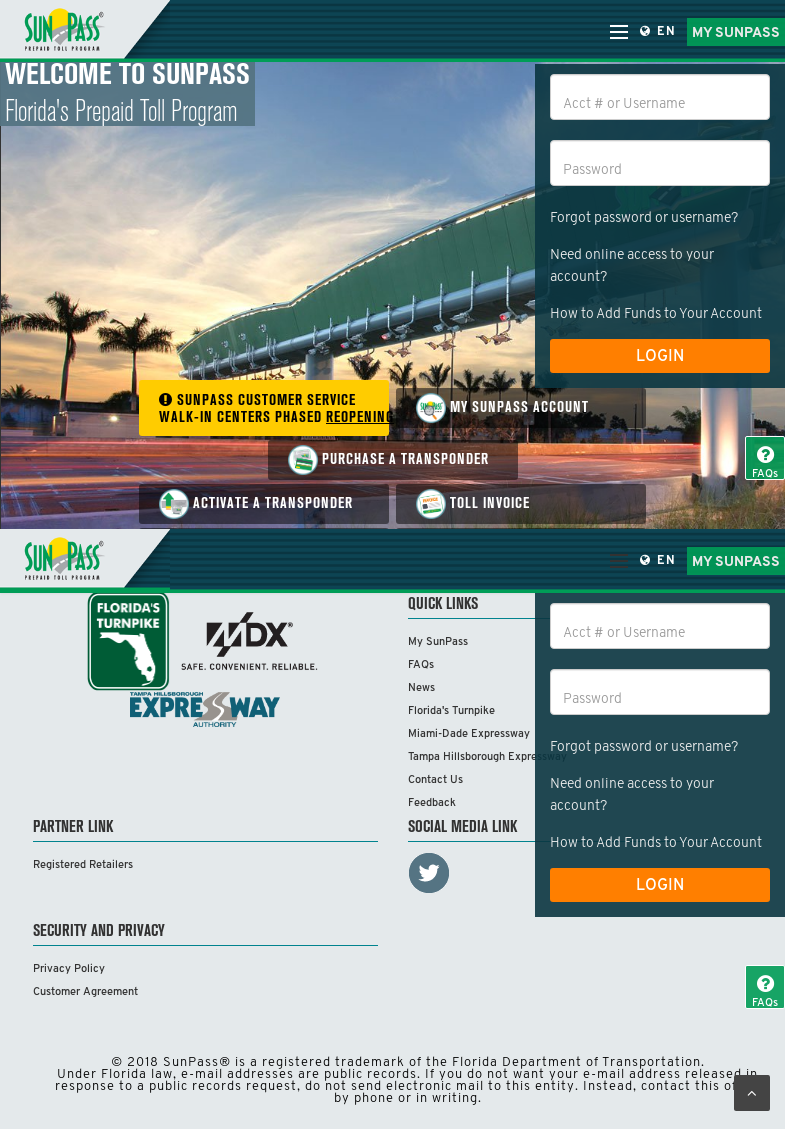 SUNPASS®
PREPAID TOLL PROGRAM
EN
MY SUNPASS
WELCOME TO SUNPASS
Florida's Prepaid Toll Program
Acct # or Username
Password
Forgot password or username?
Need online access to your
account?
How to Add Funds to Your Account
LOGIN
SUNPASS CUSTOMER SERVICE
WALK-IN CENTERS PHASED REOPENING
MY SUNPASS ACCOUNT
PURCHASE A TRANSPONDER
FAQs
ACTIVATE A TRANSPONDER
TOLL INVOICE
SUNPASS®
PREPAID TOLL PROGRAM
EN
MY SUNPASS
FLORIDA'S
TURNPIKE
MDX®
SAFE. CONVENIENT. RELIABLE.
TAMPA HILLSBOROUGH
EXPRESSWAY
AUTHORITY
QUICK LINKS
My SunPass
FAQs
News
Florida's Turnpike
Miami-Dade Expressway
Tampa Hillsborough Expressway
Contact Us
Feedback
Acct # or Username
Password
Forgot password or username?
Need online access to your
account?
How to Add Funds to Your Account
LOGIN
PARTNER LINK
Registered Retailers
SOCIAL MEDIA LINK
SECURITY AND PRIVACY
Privacy Policy
Customer Agreement
FAQs
© 2018 SunPass® is a registered trademark of the Florida Department of Transportation.
Under Florida law, e-mail addresses are public records. If you do not want your e-mail address released in
response to a public records request, do not send electronic mail to this entity. Instead, contact this
by phone or in writing.